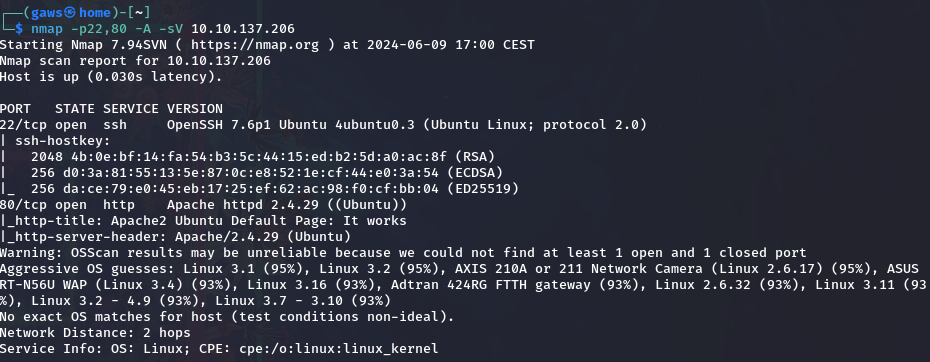 ┌──(gaws㉿home)-[~]
└─$ nmap -p22,80 -A -sV 10.10.137.206
Starting Nmap 7.94SVN ( https://nmap.org ) at 2024-06-09 17:00 CEST
Nmap scan report for 10.10.137.206
Host is up (0.030s latency).
PORT   STATE SERVICE VERSION
22/tcp open  ssh     OpenSSH 7.6p1 Ubuntu 4ubuntu0.3 (Ubuntu Linux; protocol 2.0)
| ssh-hostkey:
|   2048 4b:0e:bf:14:fa:54:b3:5c:44:15:ed:b2:5d:a0:ac:8f (RSA)
|   256 d0:3a:81:55:13:5e:87:0c:e8:52:1e:cf:44:e0:3a:54 (ECDSA)
|_  256 da:ce:79:e0:45:eb:17:25:ef:62:ac:98:f0:cf:bb:04 (ED25519)
80/tcp open  http    Apache httpd 2.4.29 ((Ubuntu))
|_http-title: Apache2 Ubuntu Default Page: It works
|_http-server-header: Apache/2.4.29 (Ubuntu)
Warning: OSScan results may be unreliable because we could not find at least 1 open and 1 closed port
Aggressive OS guesses: Linux 3.1 (95%), Linux 3.2 (95%), AXIS 210A or 211 Network Camera (Linux 2.6.17) (95%), ASUS
RT-N56U WAP (Linux 3.4) (93%), Linux 3.16 (93%), Adtran 424RG FTTH gateway (93%), Linux 2.6.32 (93%), Linux 3.11 (93
%), Linux 3.2 - 4.9 (93%), Linux 3.7 - 3.10 (93%)
No exact OS matches for host (test conditions non-ideal).
Network Distance: 2 hops
Service Info: OS: Linux; CPE: cpe:/o:linux:linux_kernel